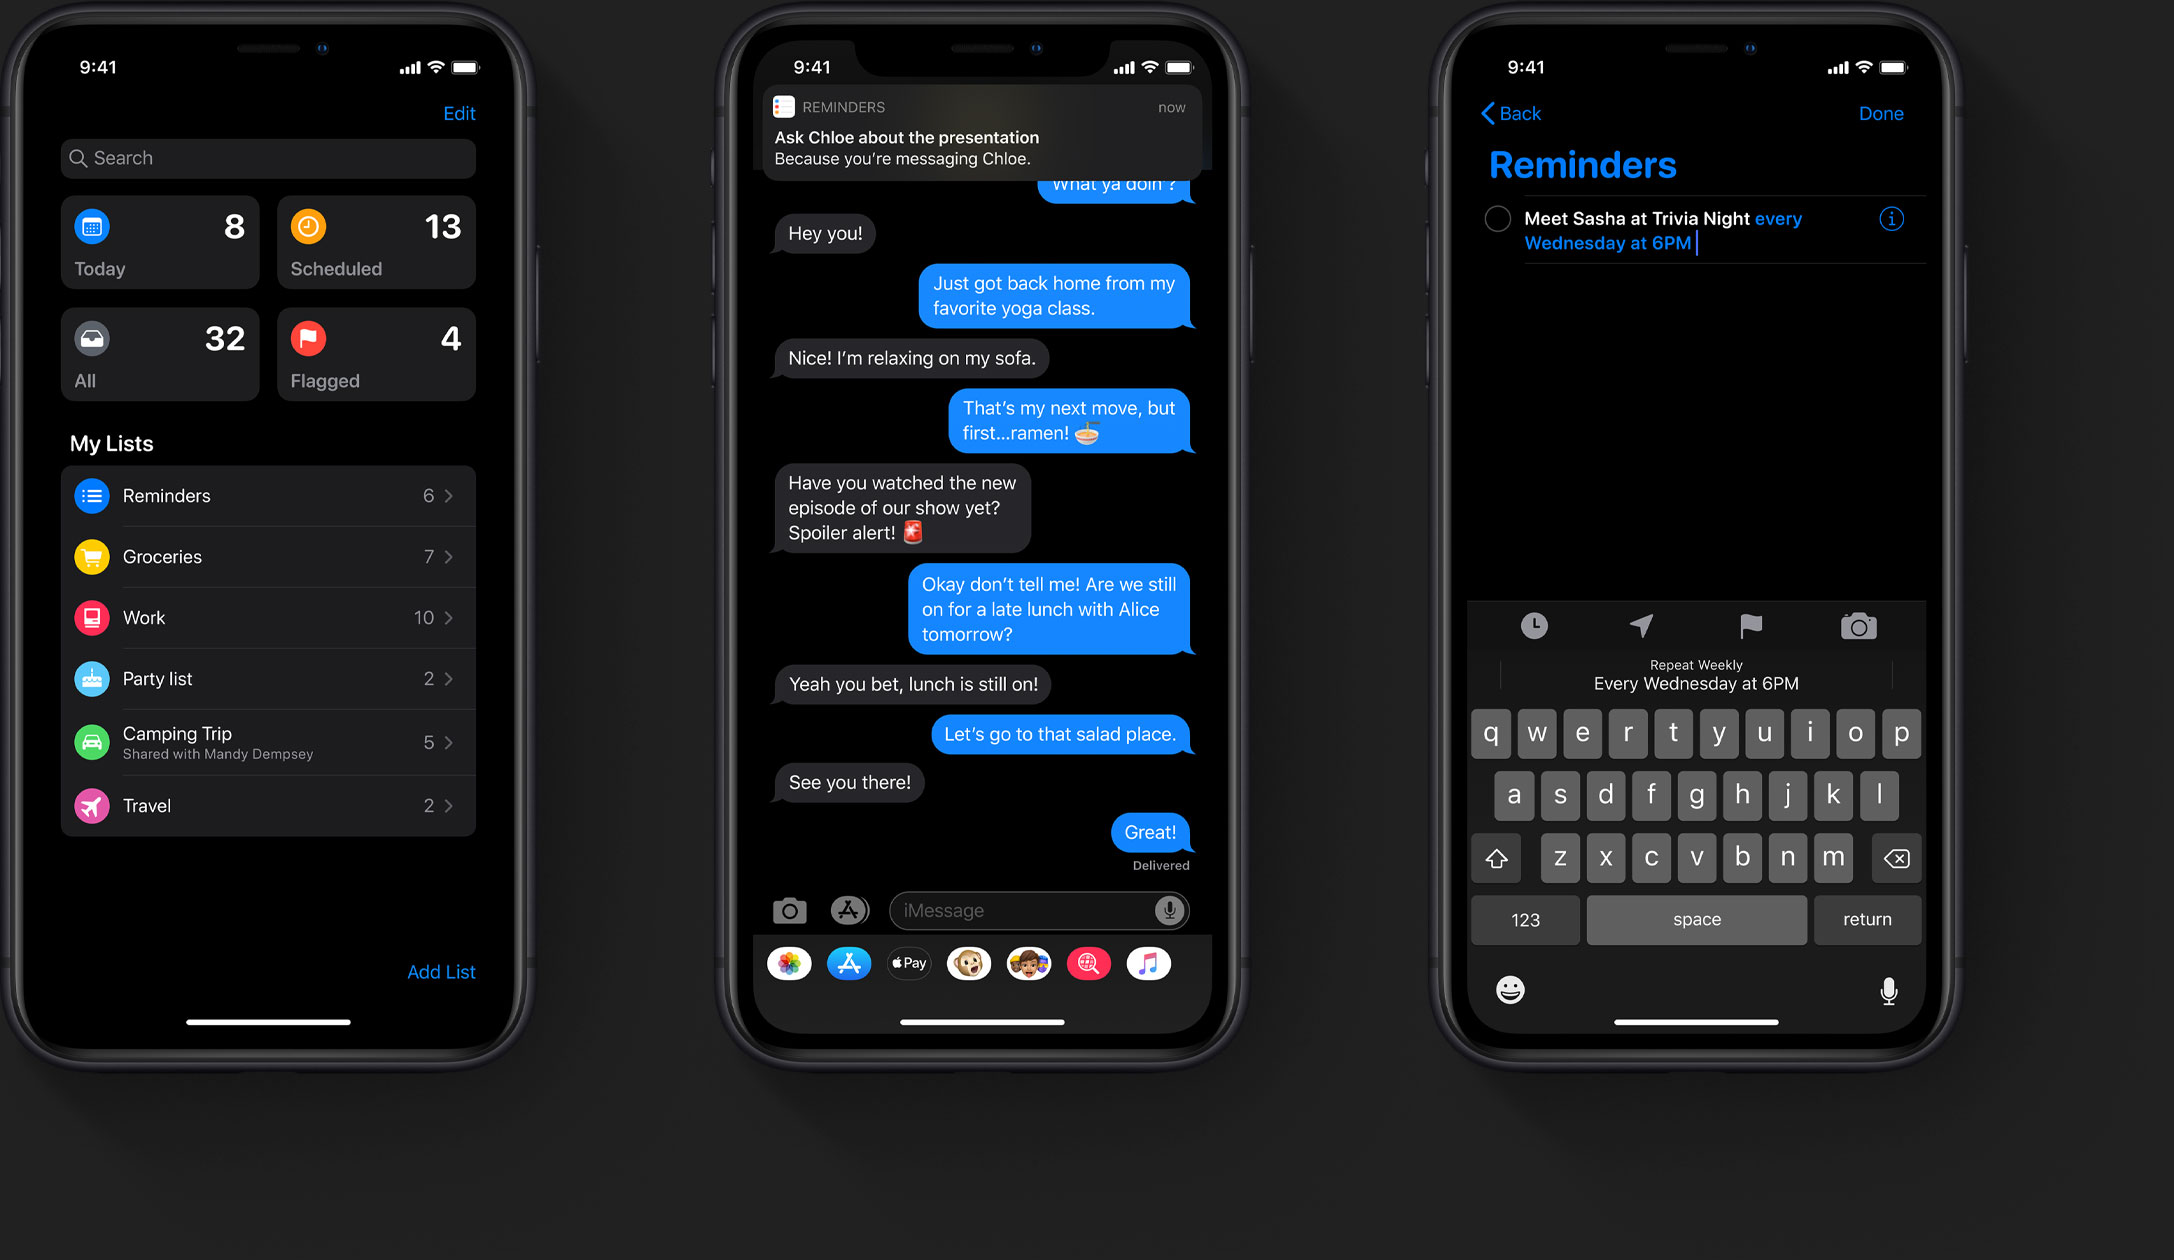 9:41
Edit
Search
8
Today
13
Scheduled
32
All
4
Flagged
My Lists
Reminders 6
Groceries 7
Work 10
Party list 2
Camping Trip 5
Shared with Mandy Dempsey
Travel 2
Add List
9:41
REMINDERS now
Ask Chloe about the presentation
Because you’re messaging Chloe.
What ya doin’?
Hey you!
Just got back home from my
favorite yoga class.
Nice! I’m relaxing on my sofa.
That’s my next move, but
first...ramen! 🍜
Have you watched the new
episode of our show yet?
Spoiler alert! 🚨
Okay don’t tell me! Are we still
on for a late lunch with Alice
tomorrow?
Yeah you bet, lunch is still on!
Let’s go to that salad place.
See you there!
Great!
Delivered
iMessage
Pay
9:41
Back Done
Reminders
Meet Sasha at Trivia Night every
Wednesday at 6PM
Repeat Weekly
Every Wednesday at 6PM
q w e r t y u i o p
a s d f g h j k l
z x c v b n m
123 space return